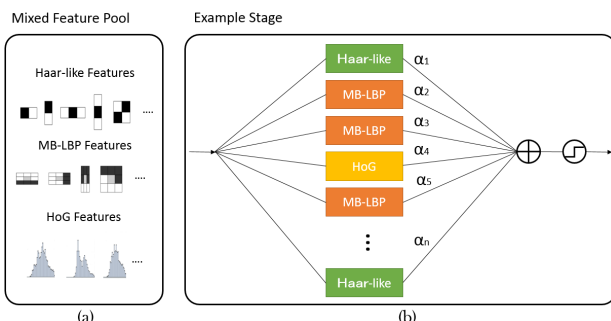 Mixed Feature Pool
Example Stage
Haar-like Features
....
MB-LBP Features
....
HoG Features
....
(a)
Haar-like
α1
MB-LBP
α2
MB-LBP
α3
HoG
α4
MB-LBP
α5
⋮
αn
Haar-like
(b)